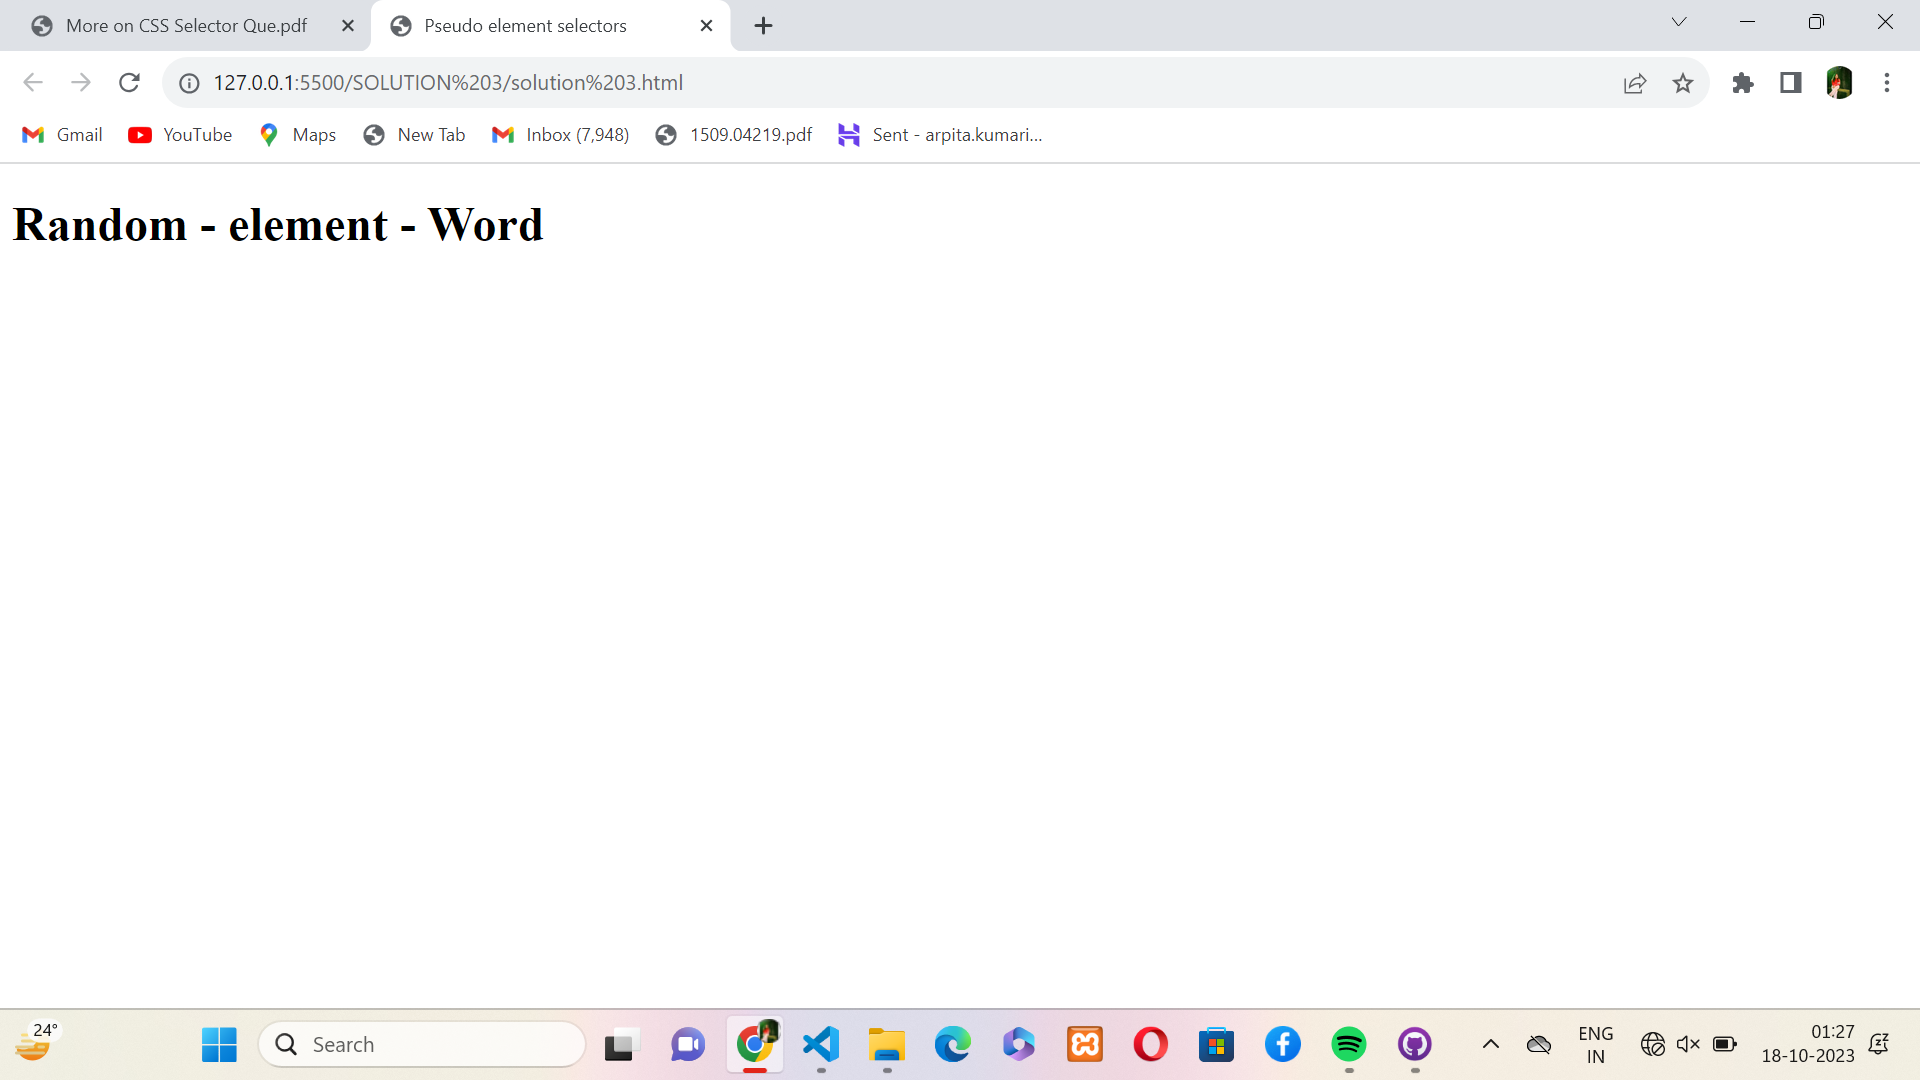 More on CSS Selector Que.pdf
Pseudo element selectors
127.0.0.1:5500/SOLUTION%203/solution%203.html
Gmail YouTube Maps New Tab Inbox (7,948) 1509.04219.pdf Sent - arpita.kumari...
Random - element - Word
24°
Search
ENG
IN
01:27
18-10-2023